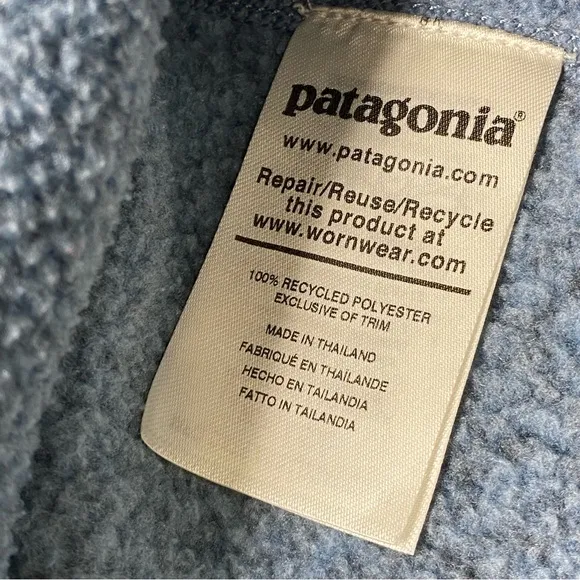 patagonia®
www.patagonia.com
Repair/Reuse/Recycle
this product at
www.wornwear.com
100% RECYCLED POLYESTER
EXCLUSIVE OF TRIM
MADE IN THAILAND
FABRIQUÉ EN THAÏLANDE
HECHO EN TAILANDIA
FATTO IN TAILANDIA